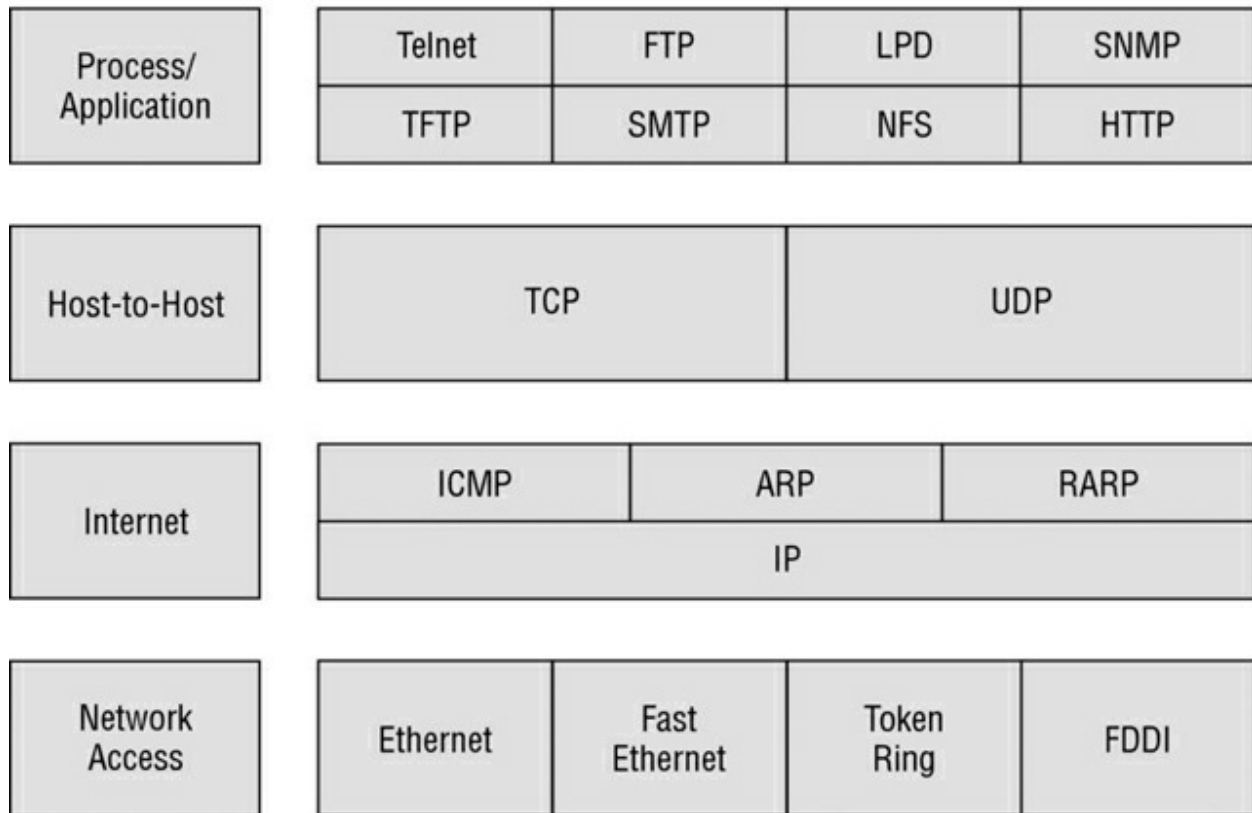 Process/
Application
Telnet FTP LPD SNMP
TFTP SMTP NFS HTTP
Host-to-Host
TCP UDP
Internet
ICMP ARP RARP
IP
Network
Access
Ethernet
Fast
Ethernet
Token
Ring
FDDI